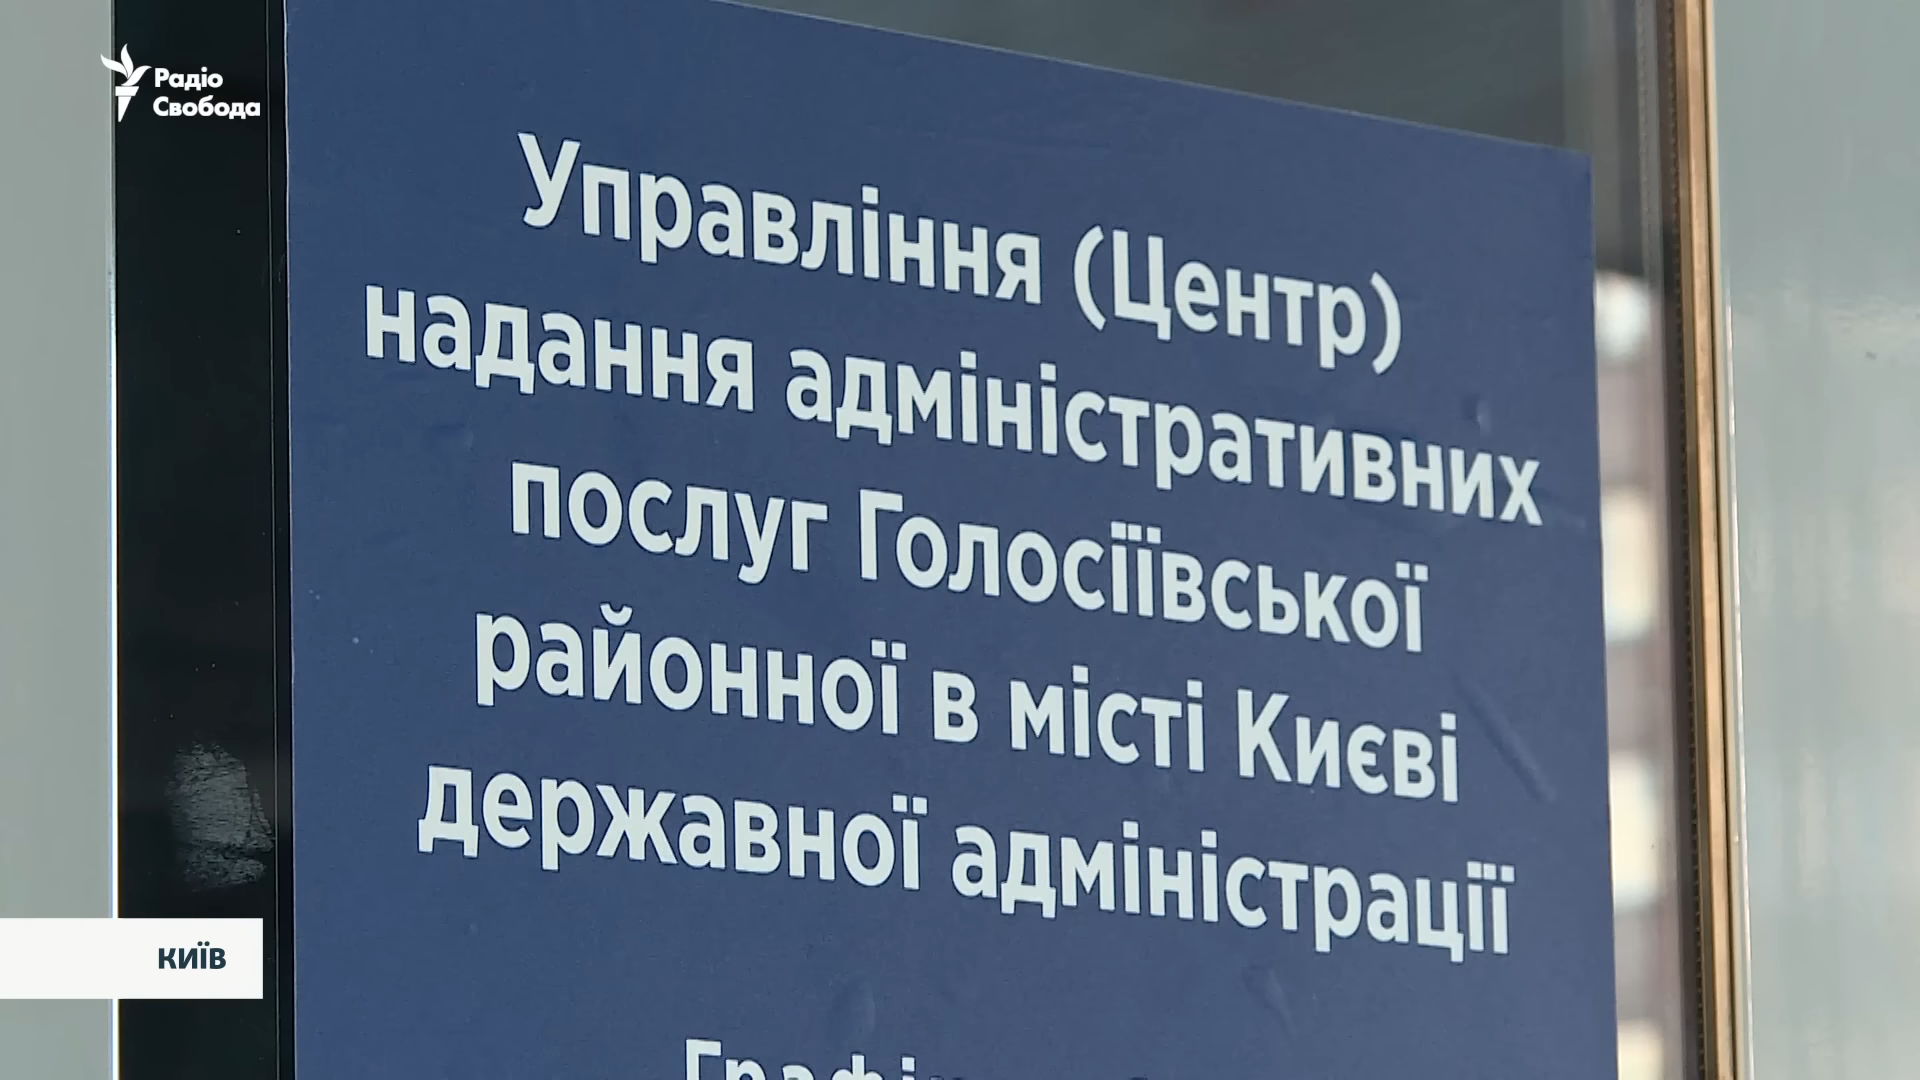 Радіо
Свобода
Управління (Центр)
надання адміністративних
послуг Голосіївської
районної в місті Києві
державної адміністрації
КИЇВ